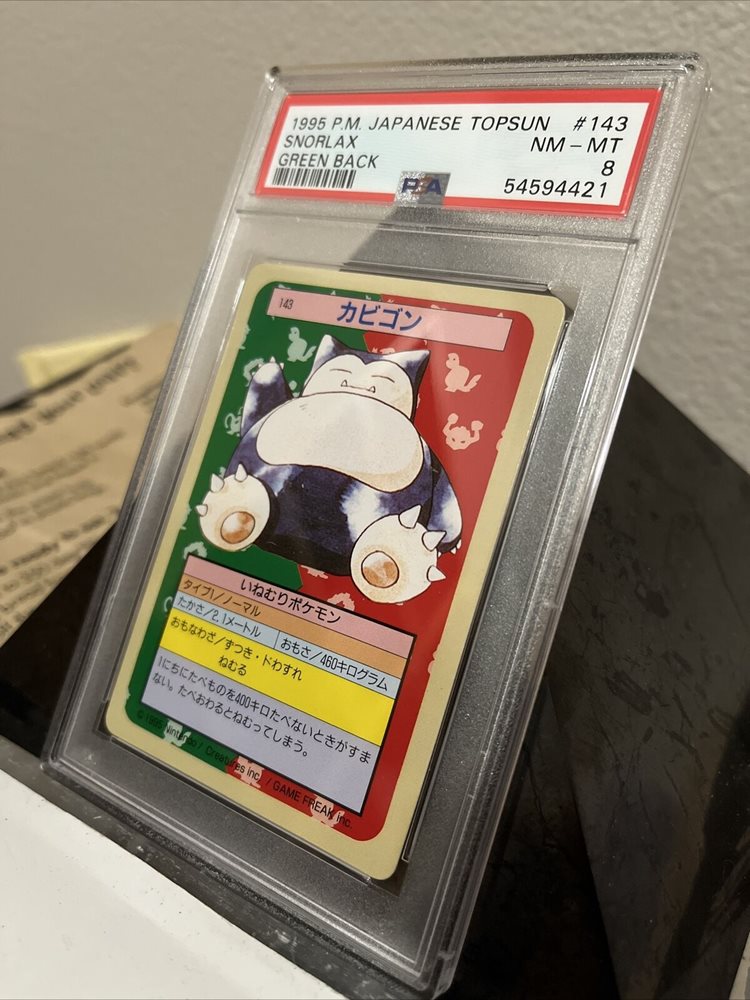 1995 P.M. JAPANESE TOPSUN #143
SNORLAX NM-MT
GREEN BACK 8
PSA 54594421
143 カビゴン
いねむりポケモン
タイプ/ノーマル
たかさ/2.1メートル おもさ/460キログラム
おもなわざ/ずつき・ドわすれ
ねむる
1にちにたべものを400キロたべないときがすま
ない。たべおわるとねむってしまう。
©1995 Nintendo / Creatures inc. / GAME FREAK inc.